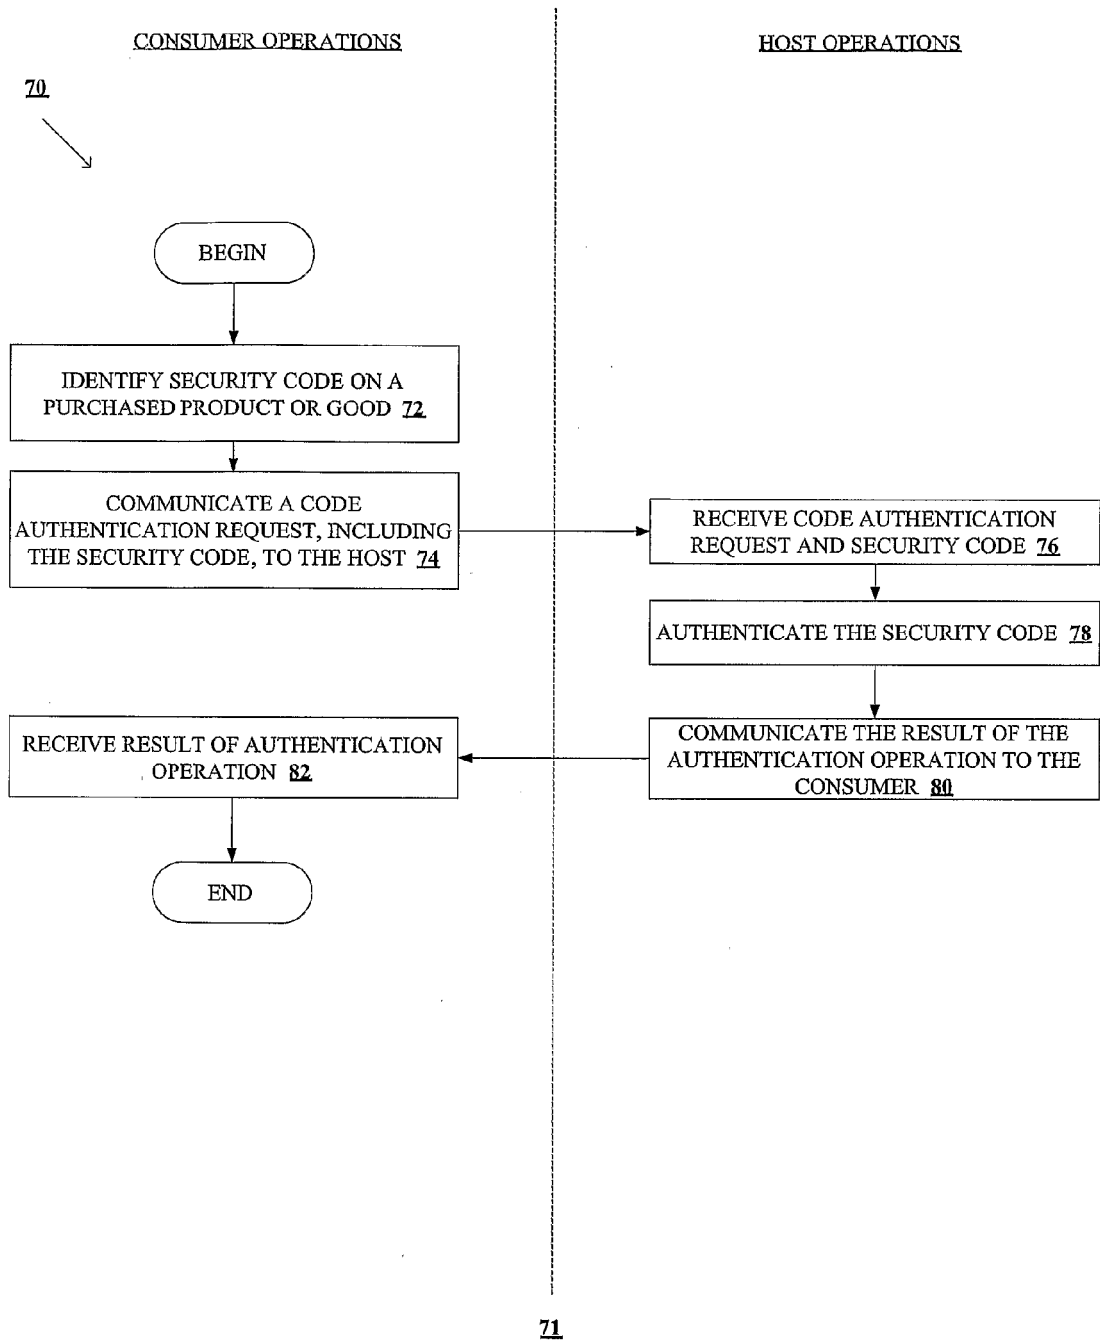 CONSUMER OPERATIONS
HOST OPERATIONS
70
BEGIN
IDENTIFY SECURITY CODE ON A
PURCHASED PRODUCT OR GOOD 72
COMMUNICATE A CODE
AUTHENTICATION REQUEST, INCLUDING
THE SECURITY CODE, TO THE HOST 74
RECEIVE CODE AUTHENTICATION
REQUEST AND SECURITY CODE 76
AUTHENTICATE THE SECURITY CODE 78
COMMUNICATE THE RESULT OF THE
AUTHENTICATION OPERATION TO THE
CONSUMER 80
RECEIVE RESULT OF AUTHENTICATION
OPERATION 82
END
71